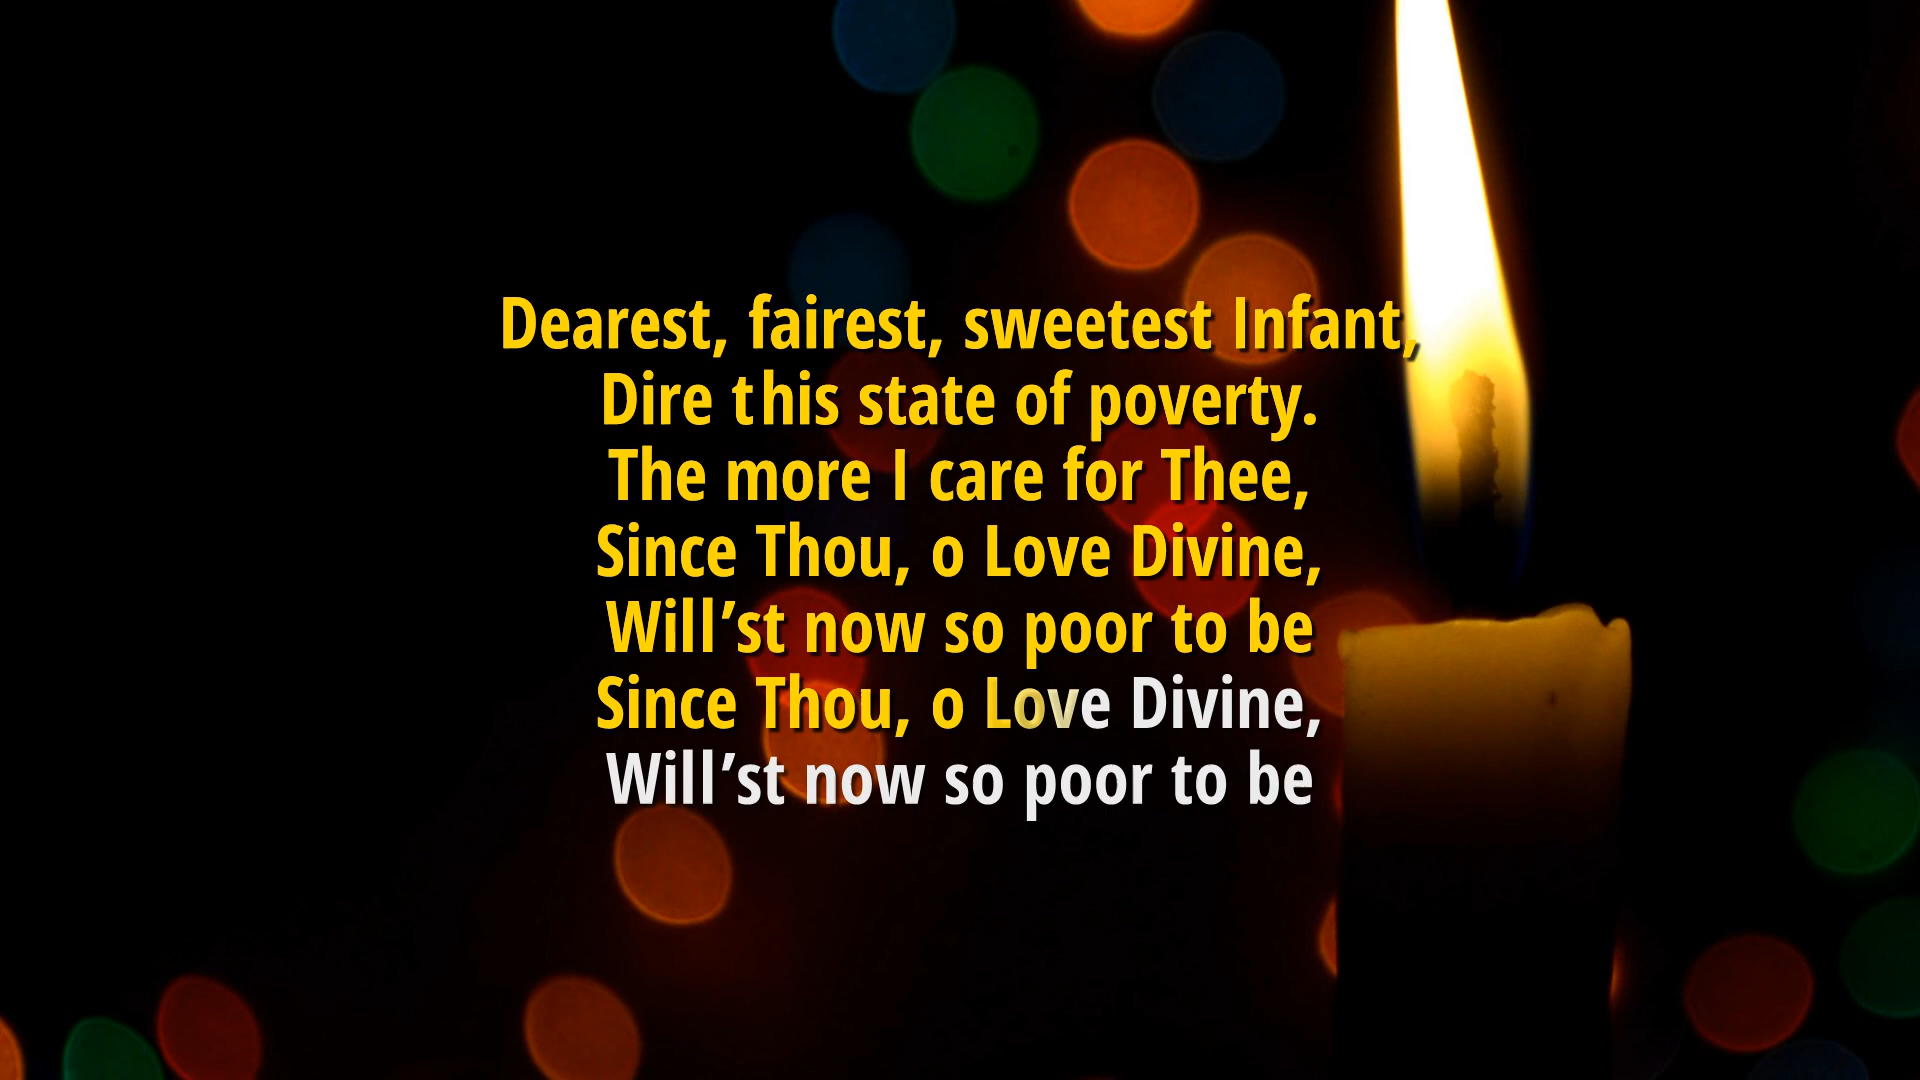 Dearest, fairest, sweetest Infant,
Dire this state of poverty.
The more I care for Thee,
Since Thou, o Love Divine,
Will’st now so poor to be
Since Thou, o Love Divine,
Will’st now so poor to be